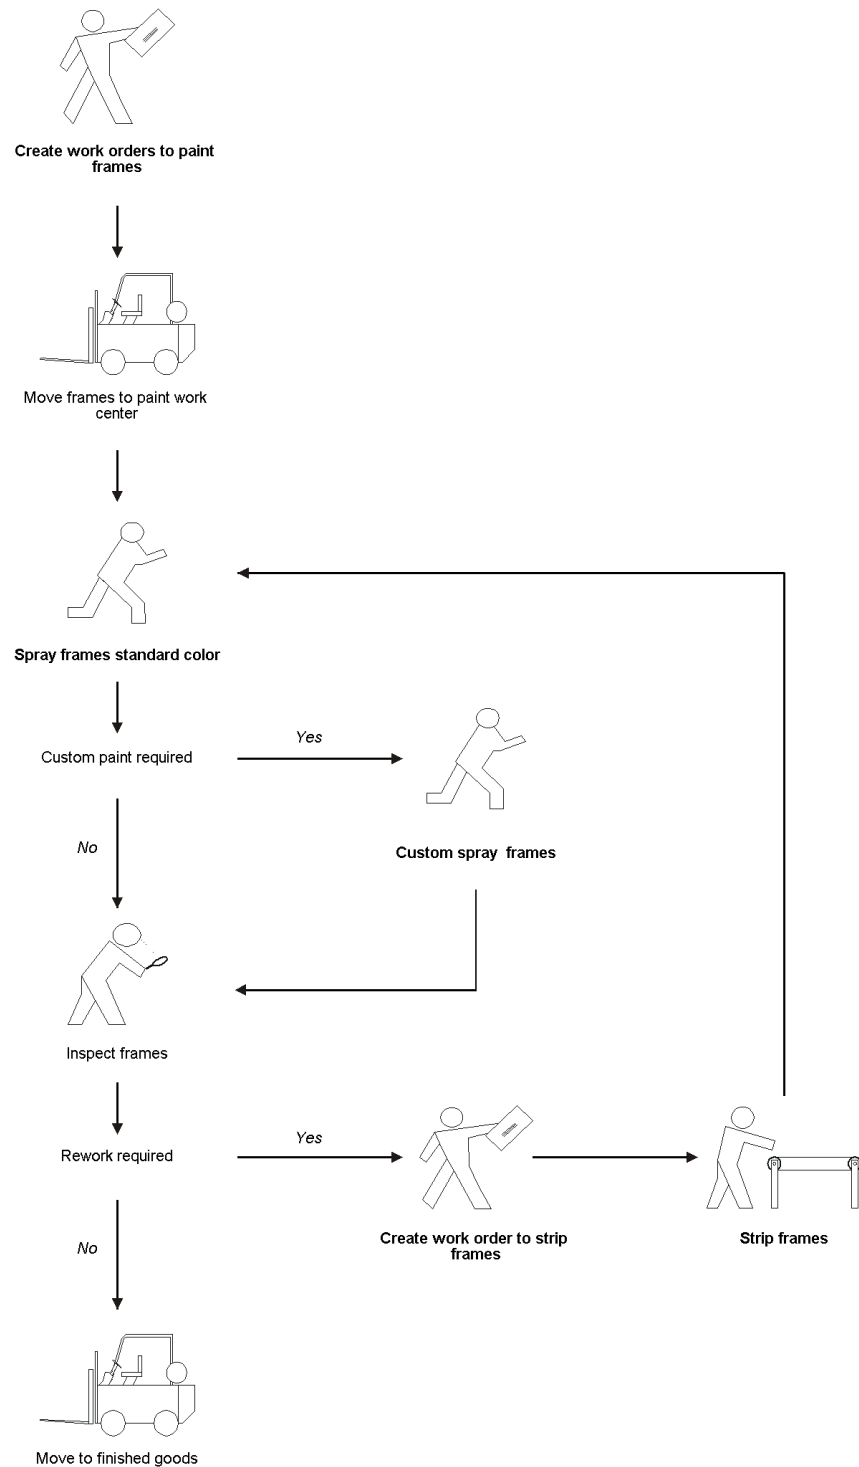 Create work orders to paint
frames
Move frames to paint work
center
Spray frames standard color
Custom paint required
Yes
Custom spray frames
No
Inspect frames
Rework required
Yes
Create work order to strip
frames
Strip frames
No
Move to finished goods